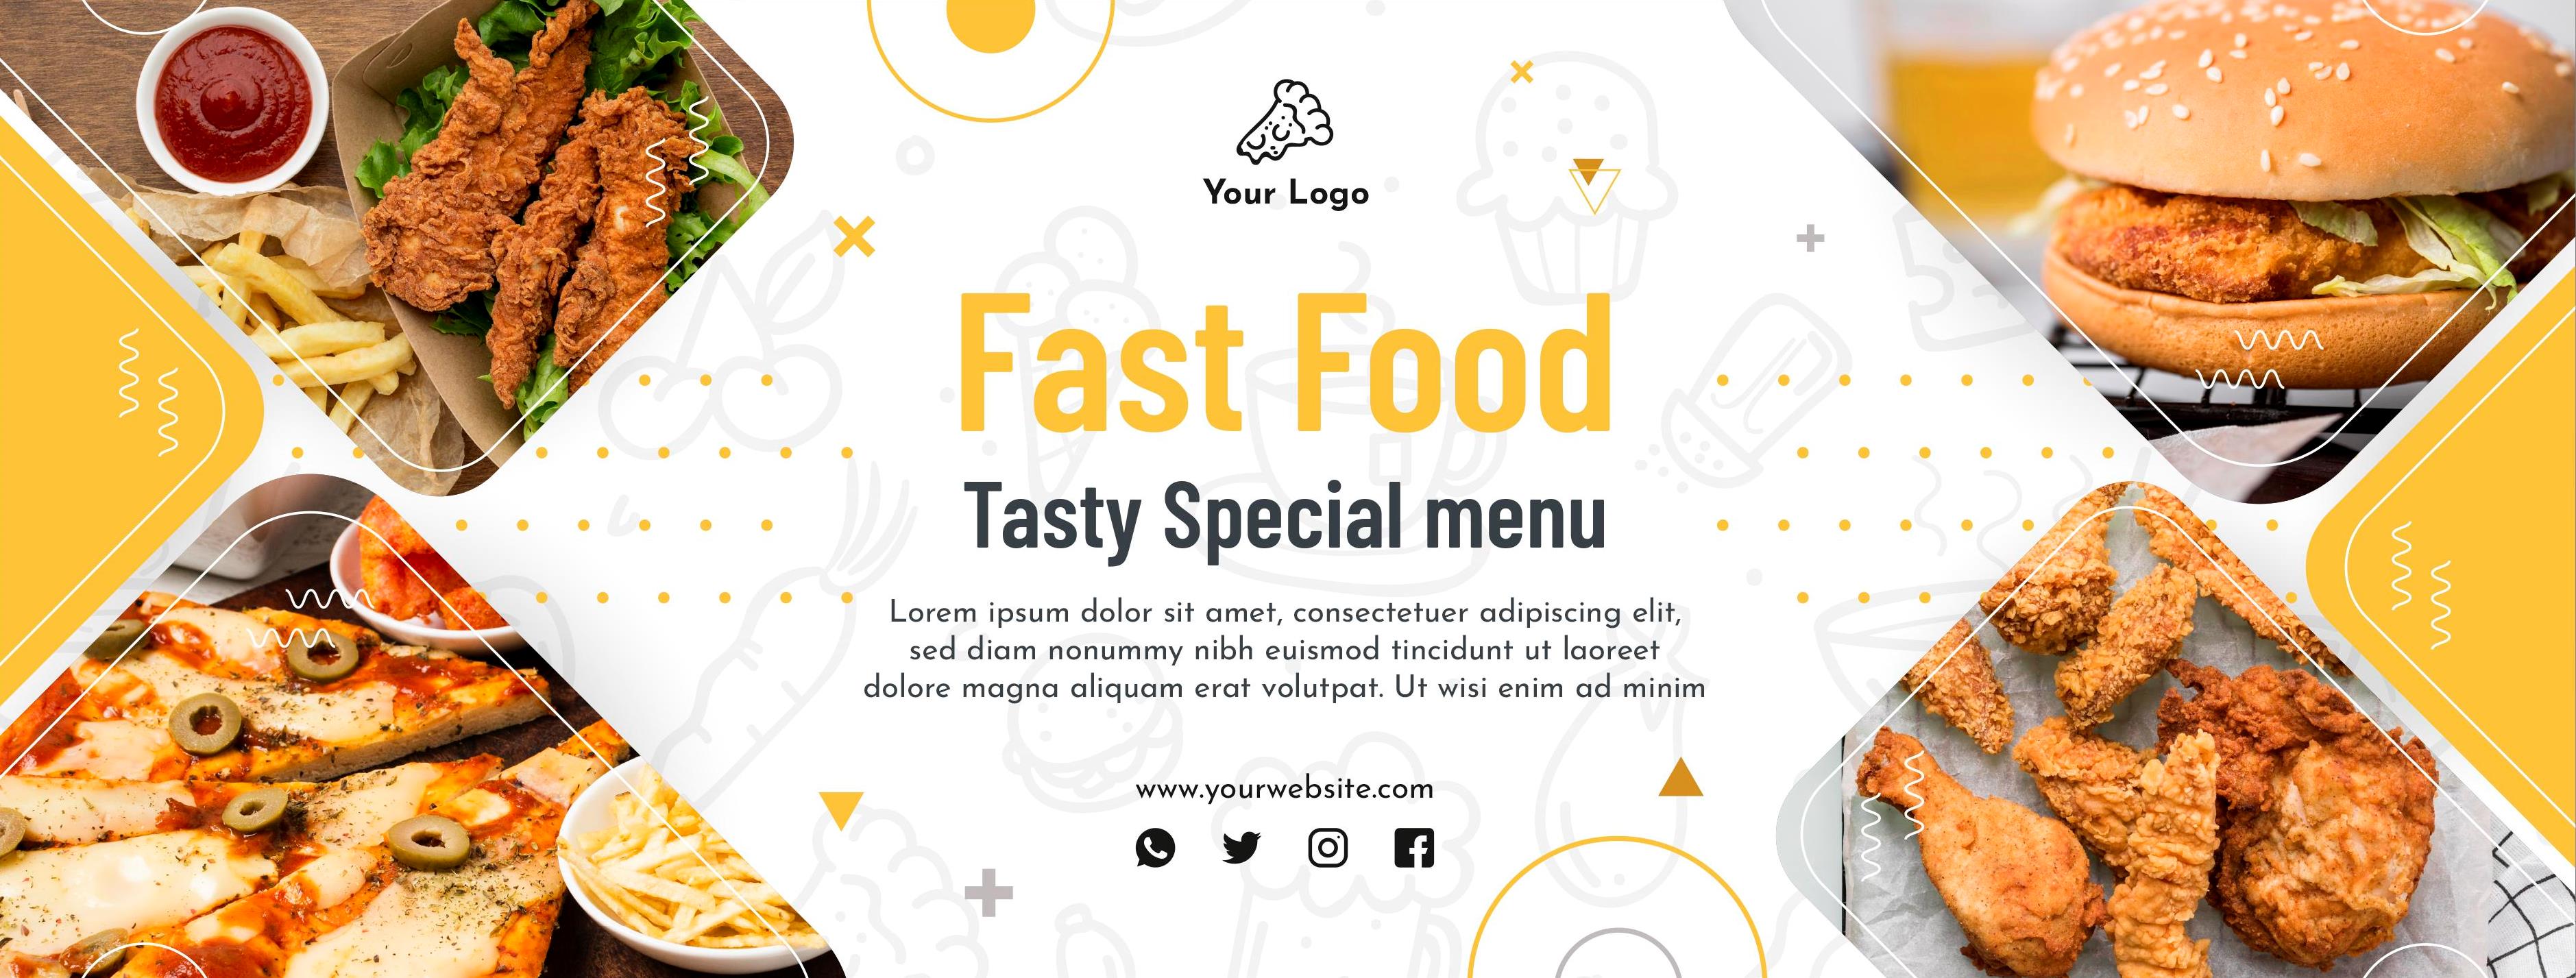 Your Logo
Fast Food
Tasty Special menu
Lorem ipsum dolor sit amet, consectetuer adipiscing elit,
sed diam nonummy nibh euismod tincidunt ut laoreet
dolore magna aliquam erat volutpat. Ut wisi enim ad minim
www.yourwebsite.com